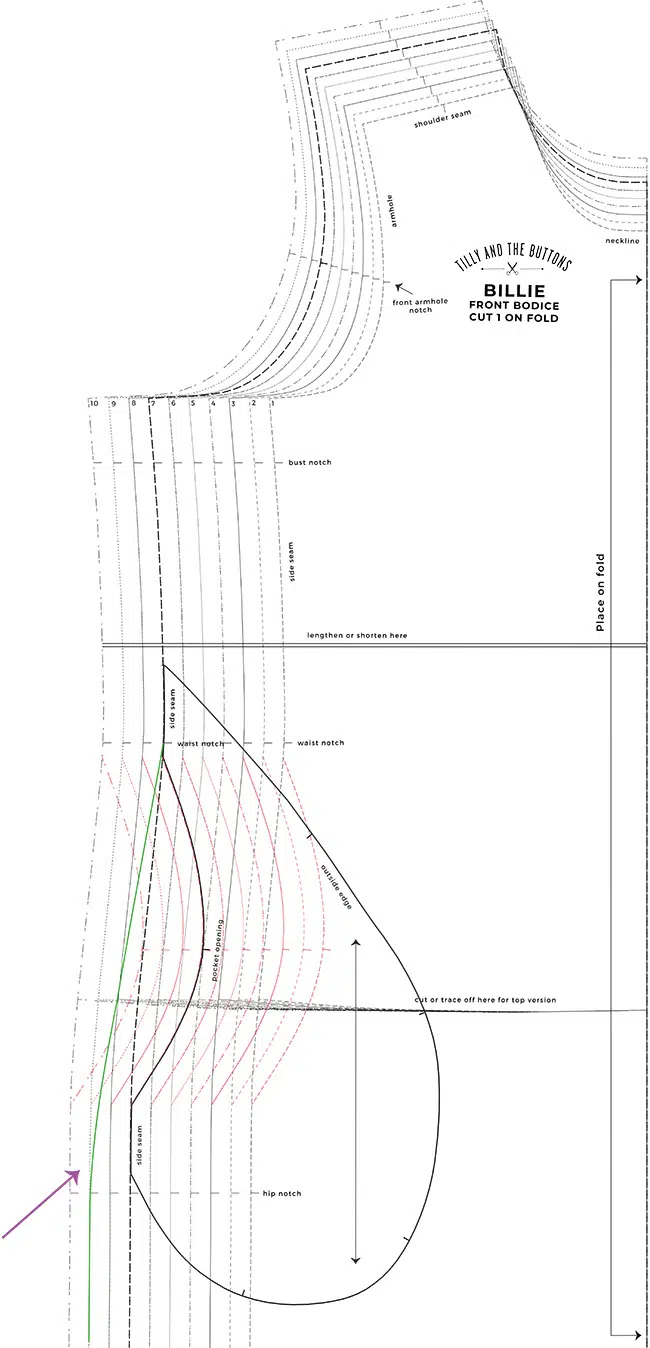 shoulder seam
armhole
neckline
TILLY AND THE BUTTONS
BILLIE
FRONT BODICE
CUT 1 ON FOLD
front armhole
notch
10 9 8 7 6 5 4 3 2 1
bust notch
side seam
Place on fold
lengthen or shorten here
side seam
waist notch
waist notch
outside edge
pocket opening
cut or trace off here for top version
side seam
hip notch